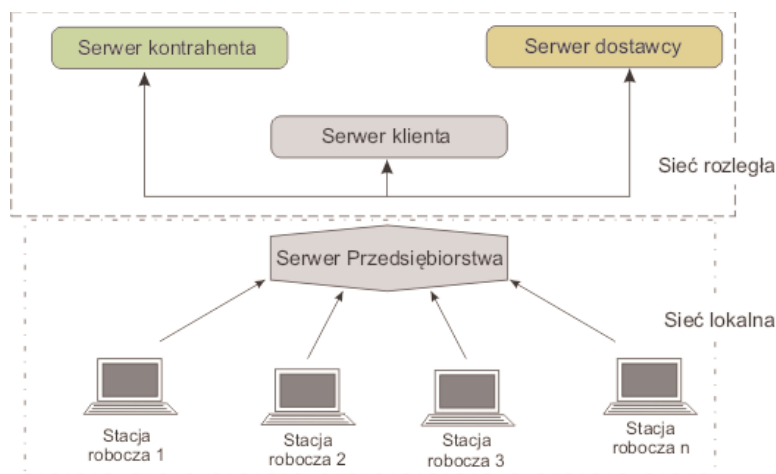 Serwer kontrahenta
Serwer dostawcy
Serwer klienta
Sieć rozległa
Serwer Przedsiębiorstwa
Sieć lokalna
Stacja
robocza 1
Stacja
robocza 2
Stacja
robocza 3
Stacja
robocza n